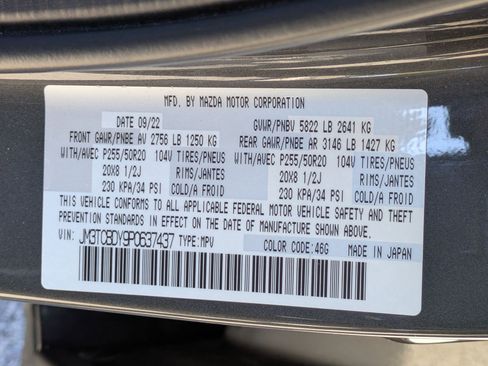 MFD. BY MAZDA MOTOR CORPORATION
DATE 09/22 GVWR/PNBV 5822 LB 2641 KG
FRONT GAWR/PNBE AV 2756 LB 1250 KG REAR GAWR/PNBE AR 3146 LB 1427 KG
WITH/AVEC P255/50R20 104V TIRES/PNEUS WITH/AVEC P255/50R20 104V TIRES/PNEUS
20X8 1/2J RIMS/JANTES 20X8 1/2J RIMS/JANTES
230 KPA/34 PSI COLD/A FROID 230 KPA/34 PSI COLD/A FROID
THIS VEHICLE CONFORMS TO ALL APPLICABLE FEDERAL MOTOR VEHICLE SAFETY AND THEFT
PREVENTION STANDARDS IN EFFECT ON THE DATE OF MANUFACTURE SHOWN ABOVE.
VIN: JM3TCBDY9P0637437 TYPE:MPV COLOR CODE:46G MADE IN JAPAN